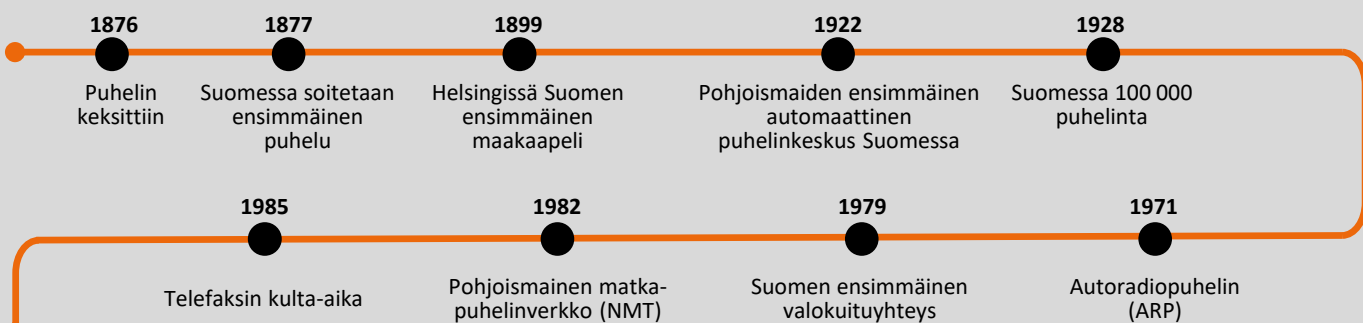 1876
Puhelin
keksittiin
1877
Suomessa soitetaan
ensimmäinen
puhelu
1899
Helsingissä Suomen
ensimmäinen
maakaapeli
1922
Pohjoismaiden ensimmäinen
automaattinen
puhelinkeskus Suomessa
1928
Suomessa 100 000
puhelinta
1971
Autoradiopuhelin
(ARP)
1979
Suomen ensimmäinen
valokuituyhteys
1982
Pohjoismainen matka-
puhelinverkko (NMT)
1985
Telefaksin kulta-aika